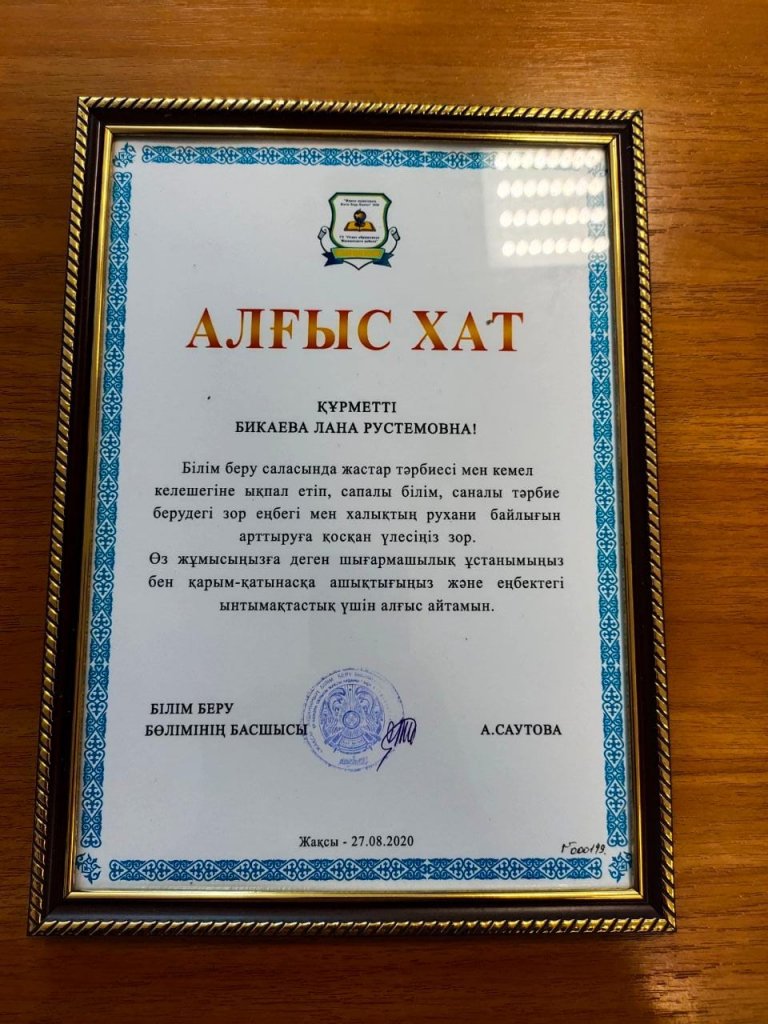 АЛҒЫС ХАТ
ҚҰРМЕТТІ
БИКАЕВА ЛАНА РУСТЕМОВНА!
Білім беру саласында жастар тәрбиесі мен кемел
келешегіне ықпал етіп, сапалы білім, саналы тәрбие
берудегі зор еңбегі мен халықтың рухани байлығын
арттыруға қосқан үлесіңіз зор.
Өз жұмысыңызға деген шығармашылық ұстанымыңыз
бен қарым-қатынасқа ашықтығыңыз және еңбектегі
ынтымақтастық үшін алғыс айтамын.
БІЛІМ БЕРУ
БӨЛІМІНІҢ БАСШЫСЫ
А.САУТОВА
Жақсы - 27.08.2020
№000199